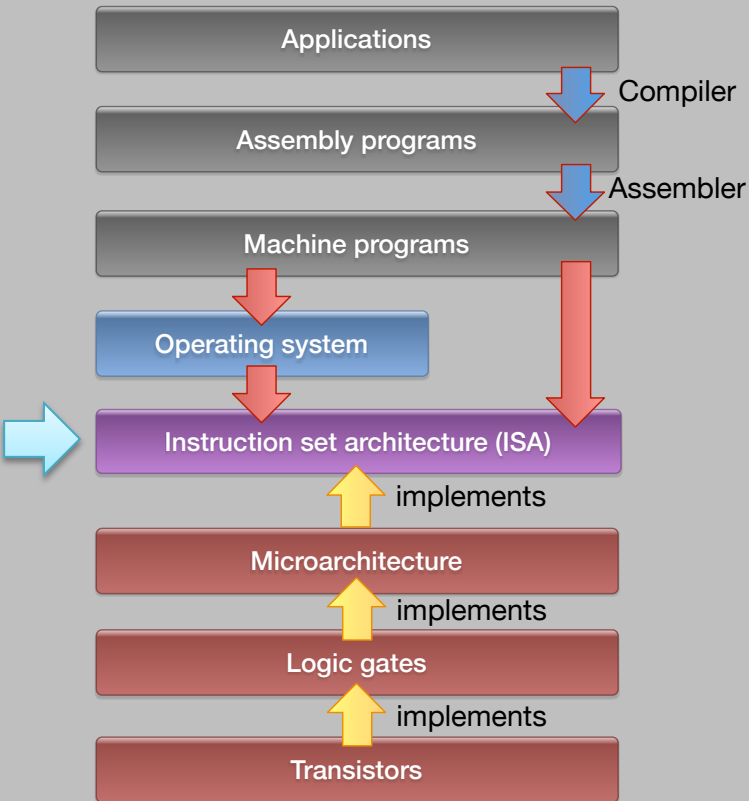 Applications
Compiler
Assembly programs
Assembler
Machine programs
Operating system
Instruction set architecture (ISA)
implements
Microarchitecture
implements
Logic gates
implements
Transistors